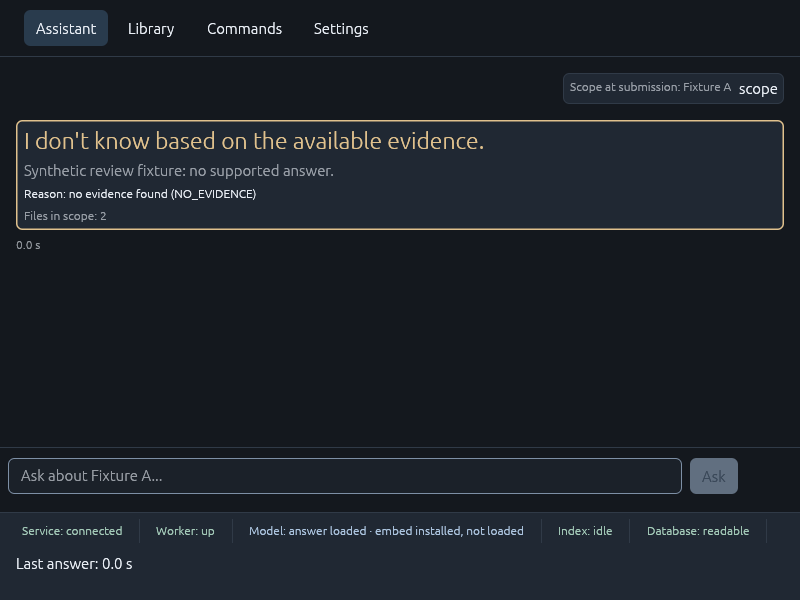 Assistant Library Commands Settings
Scope at submission: Fixture A scope
I don't know based on the available evidence.
Synthetic review fixture: no supported answer.
Reason: no evidence found (NO_EVIDENCE)
Files in scope: 2
0.0 s
Ask about Fixture A... Ask
Service: connected Worker: up Model: answer loaded · embed installed, not loaded Index: idle Database: readable
Last answer: 0.0 s